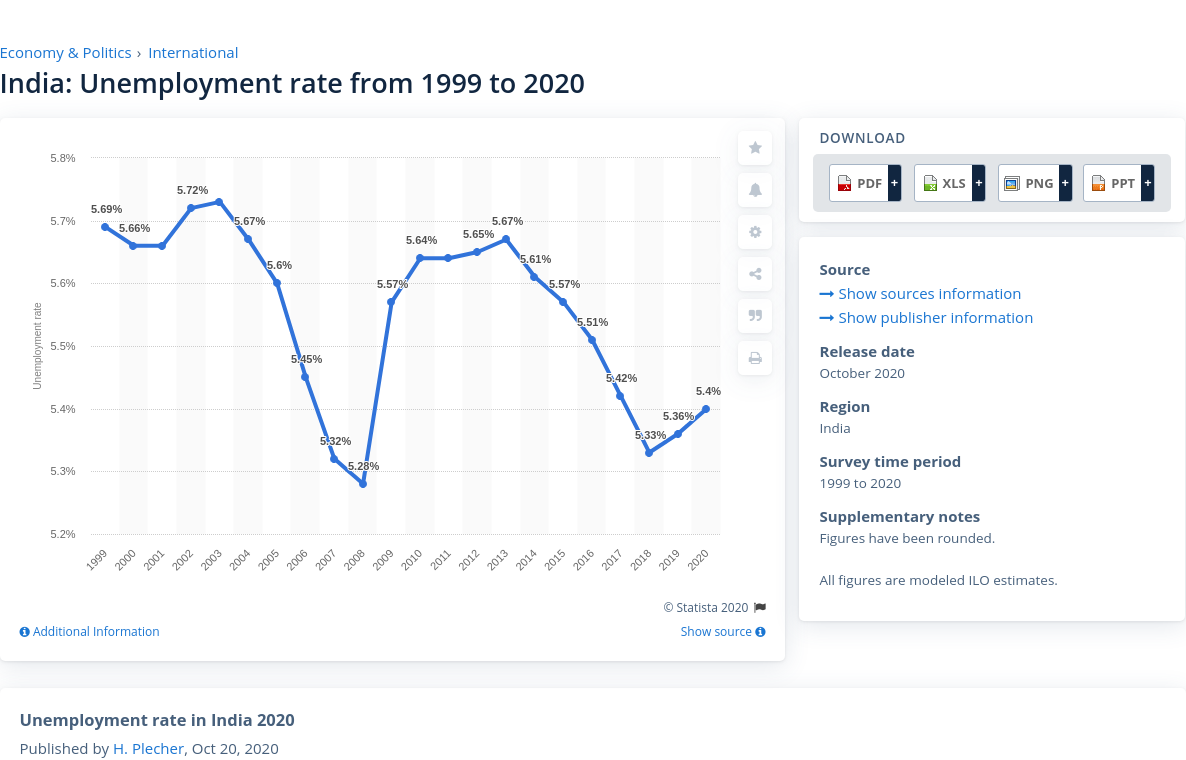 Economy & Politics › International
India: Unemployment rate from 1999 to 2020
5.8%
5.7%
5.6%
5.5%
5.4%
5.3%
5.2%
Unemployment rate
5.69%
5.66%
5.72%
5.67%
5.6%
5.45%
5.32%
5.28%
5.57%
5.64%
5.65%
5.67%
5.61%
5.57%
5.51%
5.42%
5.33%
5.36%
5.4%
1999
2000
2001
2002
2003
2004
2005
2006
2007
2008
2009
2010
2011
2012
2013
2014
2015
2016
2017
2018
2019
2020
© Statista 2020
Additional Information
Show source
DOWNLOAD
PDF +
XLS +
PNG +
PPT +
Source
Show sources information
Show publisher information
Release date
October 2020
Region
India
Survey time period
1999 to 2020
Supplementary notes
Figures have been rounded.
All figures are modeled ILO estimates.
Unemployment rate in India 2020
Published by H. Plecher, Oct 20, 2020